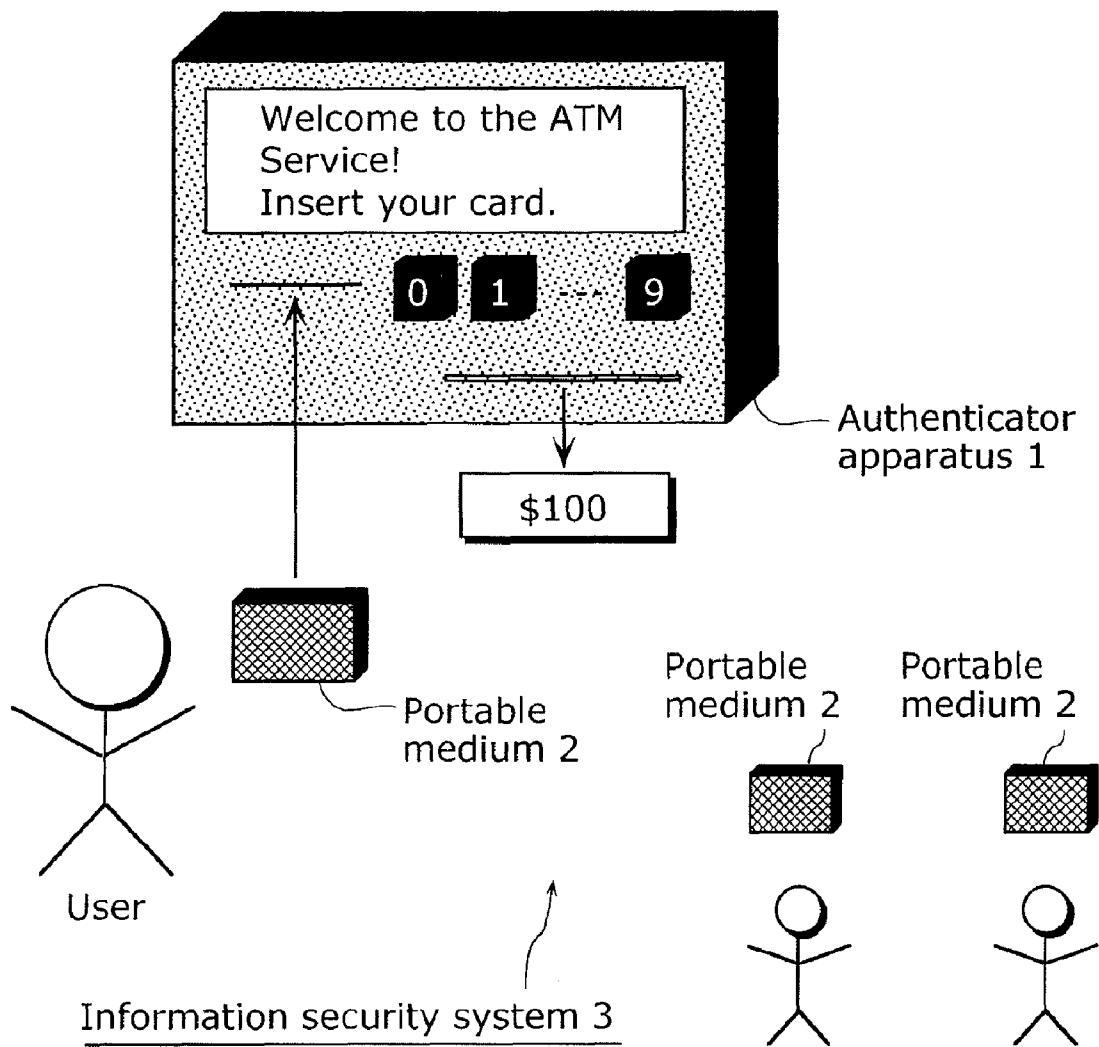 Welcome to the ATM
Service!
Insert your card.
0 1 --- 9
Authenticator
apparatus 1
$100
Portable
medium 2
Portable
medium 2
Portable
medium 2
User
Information security system 3